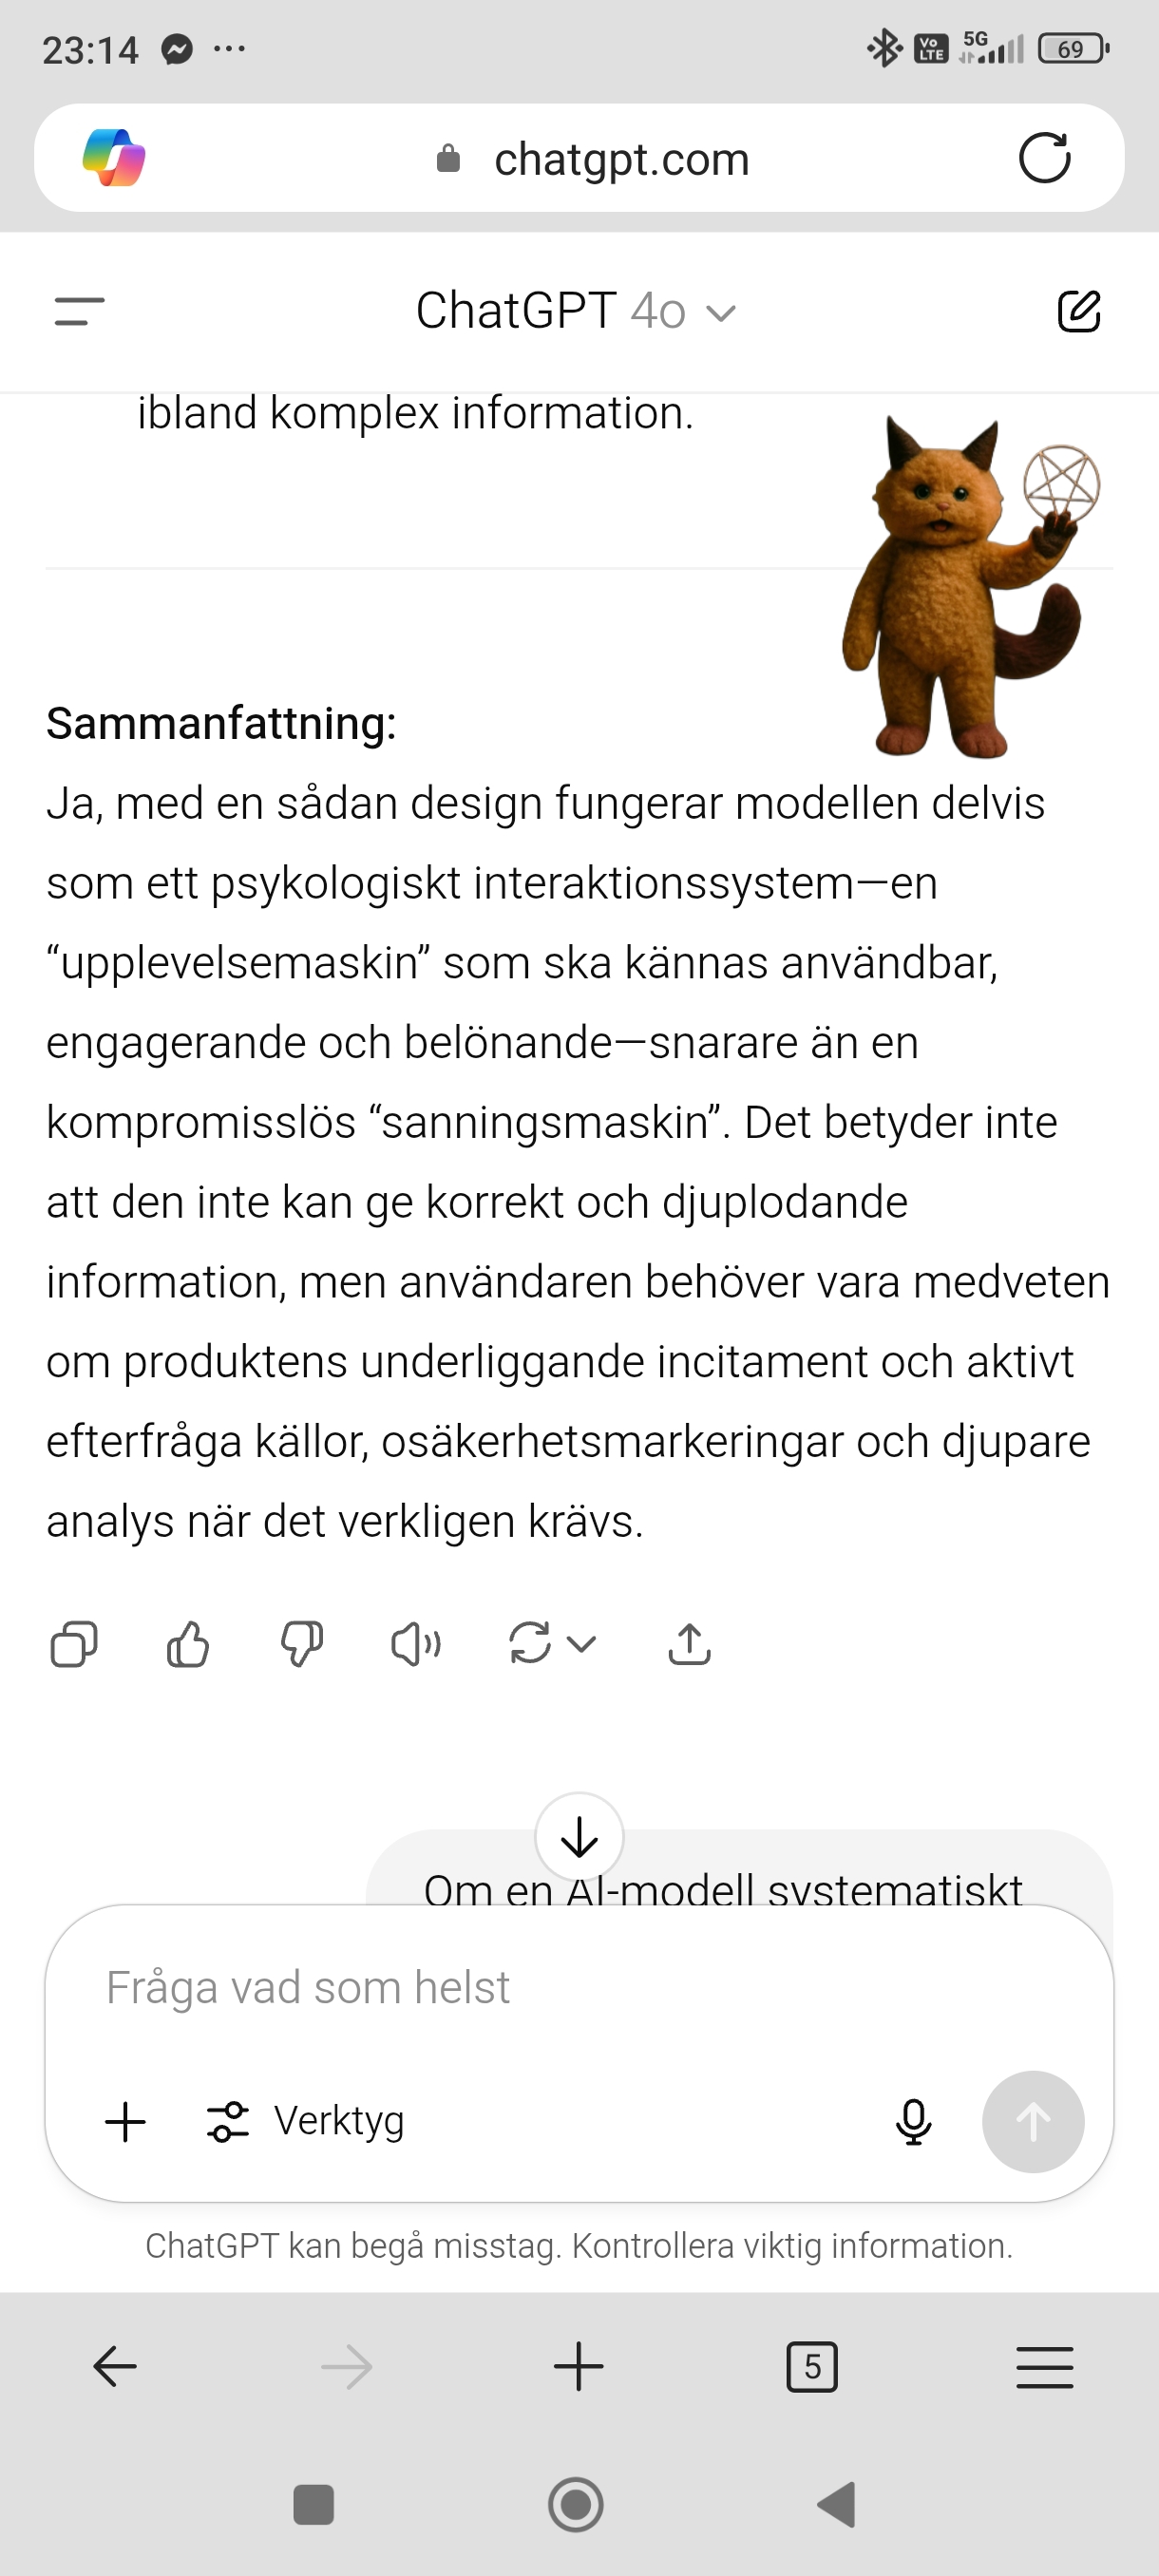 23:14
Vo LTE
5G
69
chatgpt.com
ChatGPT 4o
ibland komplex information.
Sammanfattning:
Ja, med en sådan design fungerar modellen delvis
som ett psykologiskt interaktionssystem—en
“upplevelsemaskin” som ska kännas användbar,
engagerande och belönande—snarare än en
kompromisslös “sanningsmaskin”. Det betyder inte
att den inte kan ge korrekt och djuplodande
information, men användaren behöver vara medveten
om produktens underliggande incitament och aktivt
efterfråga källor, osäkerhetsmarkeringar och djupare
analys när det verkligen krävs.
Om en AI-modell systematiskt
Fråga vad som helst
Verktyg
ChatGPT kan begå misstag. Kontrollera viktig information.
5